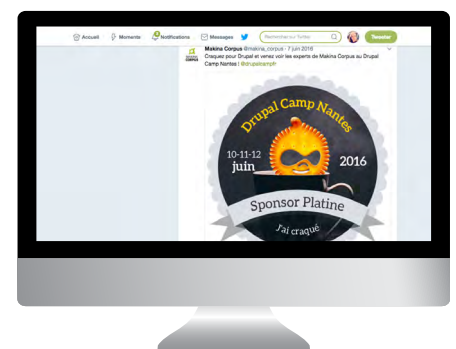 Accueil Moments Notifications Messages Rechercher sur Twitter Tweeter
Makina Corpus @makina_corpus · 7 juin 2016
Craquez pour Drupal et venez voir les experts de Makina Corpus au Drupal
Camp Nantes ! @drupalcampfr
MAKINA
CORPUS
Drupal Camp Nantes
10-11-12
juin
2016
Sponsor Platine
J'ai craqué